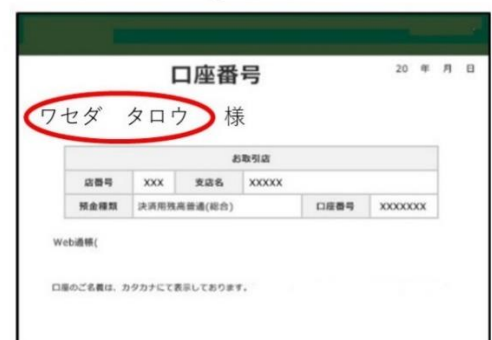 口座番号
20 年 月 日
ワセダ タロウ 様
お取引店
店番号 XXX 支店名 XXXXX
預金種類 決済用残高普通(総合) 口座番号 XXXXXXX
Web通帳(
口座のご名義は、カタカナにて表示しております。